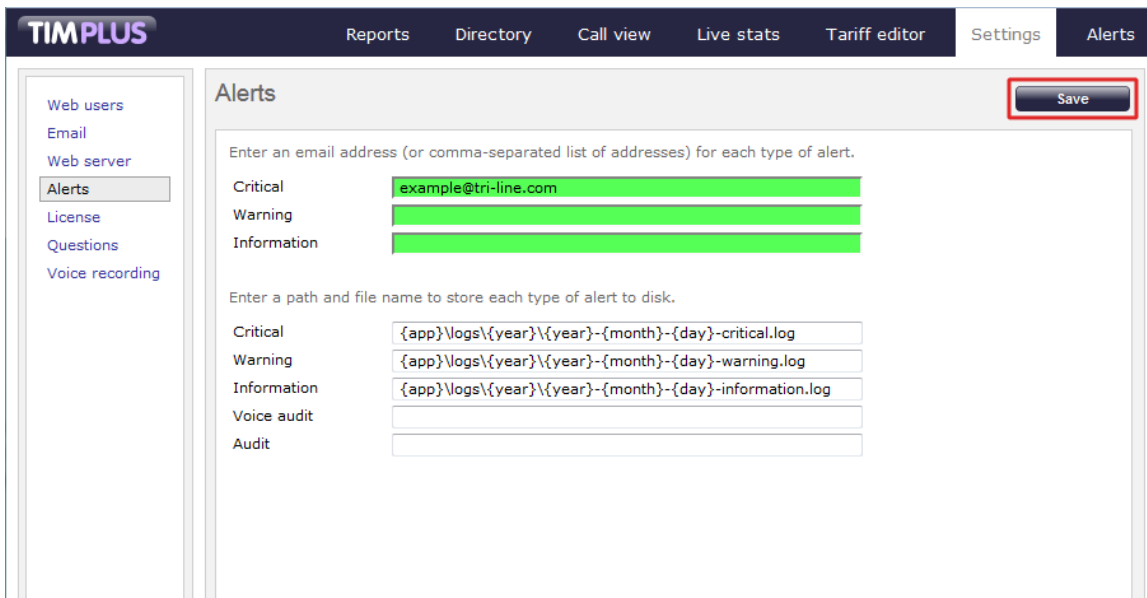 TIMPLUS Reports Directory Call view Live stats Tariff editor Settings Alerts
Web users
Email
Web server
Alerts
License
Questions
Voice recording
Alerts
Save
Enter an email address (or comma-separated list of addresses) for each type of alert.
Critical example@tri-line.com
Warning
Information
Enter a path and file name to store each type of alert to disk.
Critical {app}\logs\{year}\{year}-{month}-{day}-critical.log
Warning {app}\logs\{year}\{year}-{month}-{day}-warning.log
Information {app}\logs\{year}\{year}-{month}-{day}-information.log
Voice audit
Audit